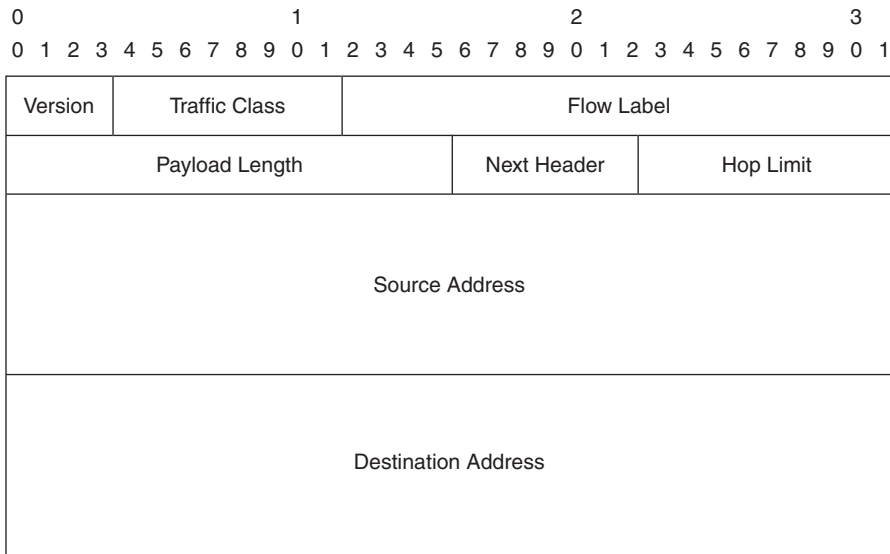 0 1 2 3
0 1 2 3 4 5 6 7 8 9 0 1 2 3 4 5 6 7 8 9 0 1 2 3 4 5 6 7 8 9 0 1
Version Traffic Class Flow Label
Payload Length Next Header Hop Limit
Source Address
Destination Address